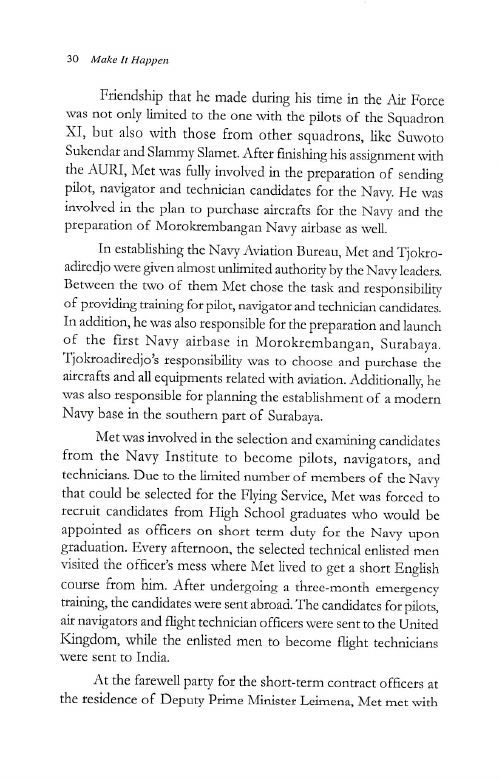 30 Make It Happen
Friendship that he made during his time in the Air Force
was not only limited to the one with the pilots of the Squadron
XI, but also with those from other squadrons, like Suwoto
Sukendar and Slammy Slamet. After finishing his assignment with
the AURI, Met was fully involved in the preparation of sending
pilot, navigator and technician candidates for the Navy. He was
involved in the plan to purchase aircrafts for the Navy and the
preparation of Morokrembangan Navy airbase as well.
In establishing the Navy Aviation Bureau, Met and Tjokro-
adiredjo were given almost unlimited authority by the Navy leaders.
Between the two of them Met chose the task and responsibility
of providing training for pilot, navigator and technician candidates.
In addition, he was also responsible for the preparation and launch
of the first Navy airbase in Morokrembangan, Surabaya.
Tjokroadiredjo's responsibility was to choose and purchase the
aircrafts and all equipments related with aviation. Additionally, he
was also responsible for planning the establishment of a modern
Navy base in the southern part of Surabaya.
Met was involved in the selection and examining candidates
from the Navy Institute to become pilots, navigators, and
technicians. Due to the limited number of members of the Navy
that could be selected for the Flying Service, Met was forced to
recruit candidates from High School graduates who would be
appointed as officers on short term duty for the Navy upon
graduation. Every afternoon, the selected technical enlisted men
visited the officer's mess where Met lived to get a short English
course from him. After undergoing a three-month emergency
training, the candidates were sent abroad. The candidates for pilots,
air navigators and flight technician officers were sent to the United
Kingdom, while the enlisted men to become flight technicians
were sent to India.
At the farewell party for the short-term contract officers at
the residence of Deputy Prime Minister Leimena, Met met with